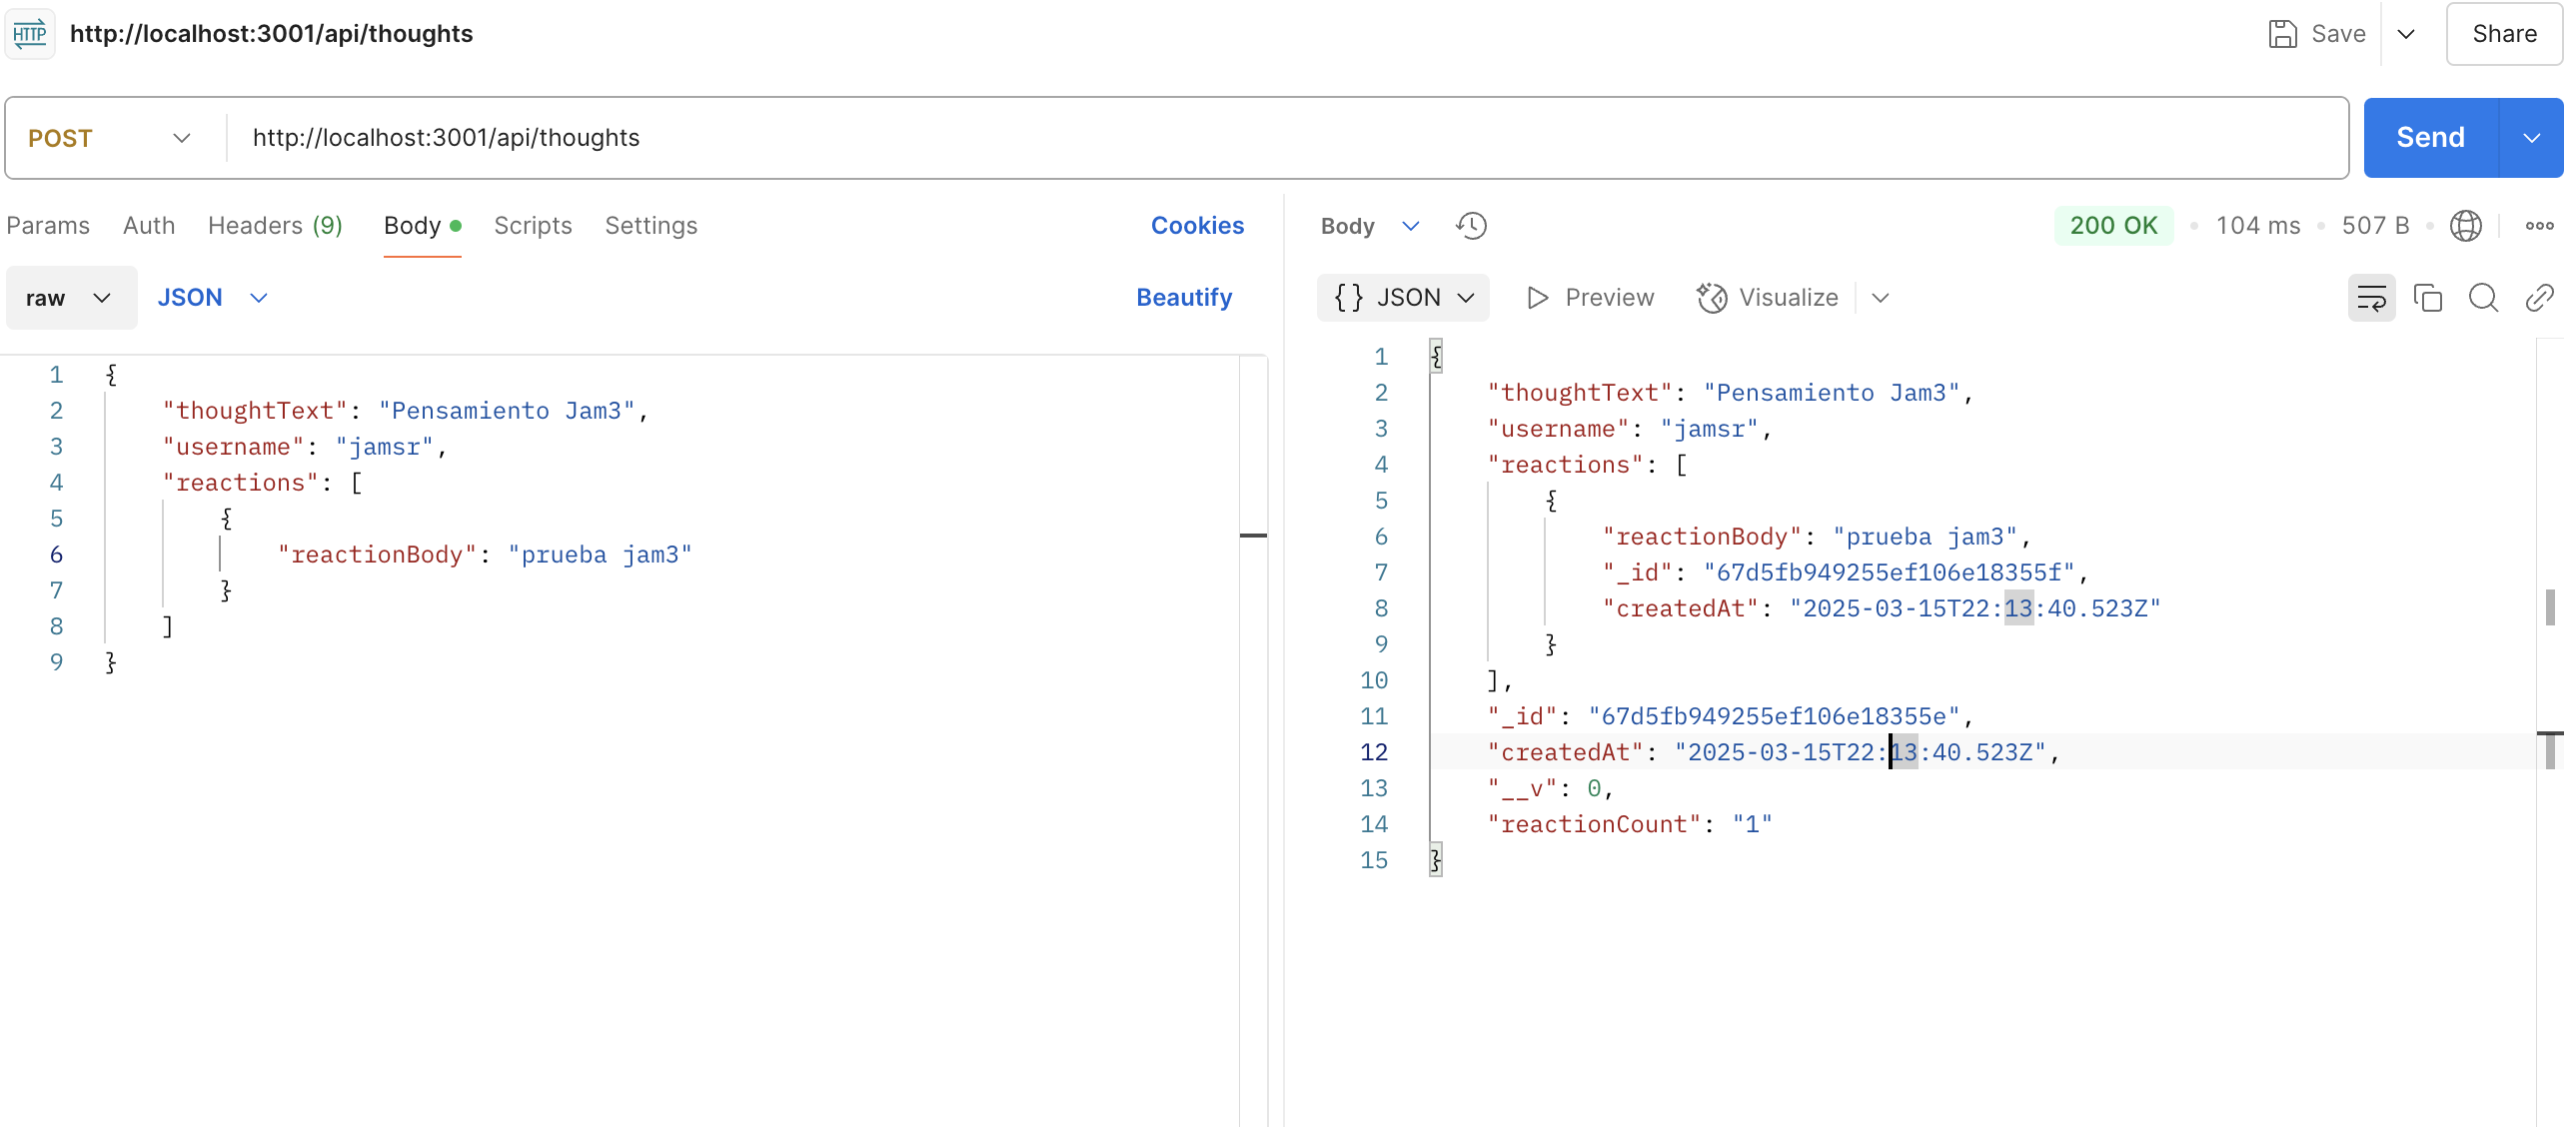 HTTP http://localhost:3001/api/thoughts Save Share
POST http://localhost:3001/api/thoughts Send
Params Auth Headers (9) Body Scripts Settings Cookies
raw JSON Beautify
1 {
2 "thoughtText": "Pensamiento Jam3",
3 "username": "jamsr",
4 "reactions": [
5 {
6 "reactionBody": "prueba jam3"
7 }
8 ]
9 }
Body 200 OK 104 ms 507 B
{} JSON Preview Visualize
1 {
2 "thoughtText": "Pensamiento Jam3",
3 "username": "jamsr",
4 "reactions": [
5 {
6 "reactionBody": "prueba jam3",
7 "_id": "67d5fb949255ef106e18355f",
8 "createdAt": "2025-03-15T22:13:40.523Z"
9 }
10 ],
11 "_id": "67d5fb949255ef106e18355e",
12 "createdAt": "2025-03-15T22:13:40.523Z",
13 "__v": 0,
14 "reactionCount": "1"
15 }